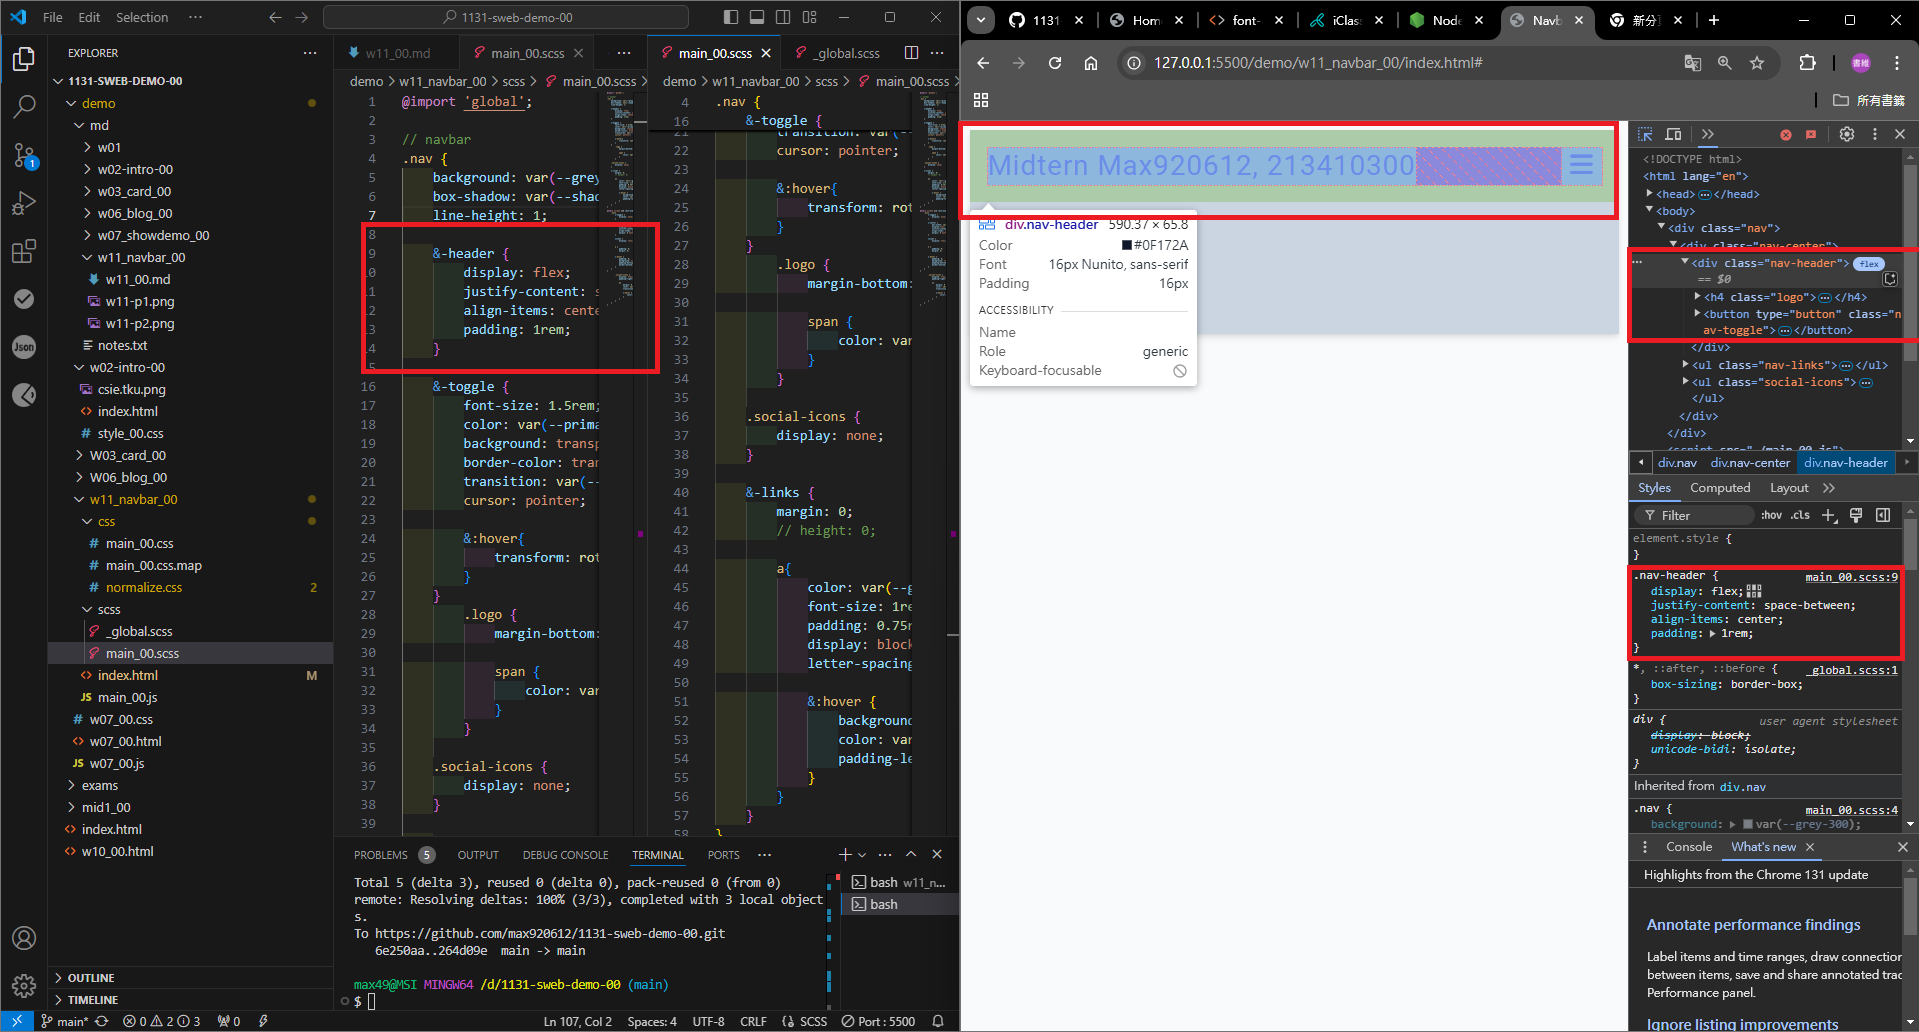 File Edit Selection ··· 1131-sweb-demo-00
EXPLORER
1131-SWEB-DEMO-00
demo
md
w01
w02-intro-00
w03_card_00
w06_blog_00
w07_showdemo_00
w11_navbar_00
w11_00.md
w11-p1.png
w11-p2.png
notes.txt
w02-intro-00
csie.tku.png
index.html
style_00.css
W03_card_00
W06_blog_00
w11_navbar_00
css
main_00.css
main_00.css.map
normalize.css 2
scss
_global.scss
main_00.scss
index.html M
main_00.js
w07_00.css
w07_00.html
w07_00.js
exams
mid1_00
index.html
w10_00.html
OUTLINE
TIMELINE
w11_00.md main_00.scss
demo > w11_navbar_00 > scss > main_00.scss
1 @import 'global';
2
3 // navbar
4 .nav {
5 background: var(--grey
6 box-shadow: var(--shad
7 line-height: 1;
8
9 &-header {
10 display: flex;
11 justify-content: s
12 align-items: cente
13 padding: 1rem;
14 }
15
16 &-toggle {
17 font-size: 1.5rem;
18 color: var(--prima
19 background: transp
20 border-color: tran
21 transition: var(--
22 cursor: pointer;
23
24 &:hover{
25 transform: rot
26 }
27 }
28 .logo {
29 margin-bottom:
30
31 span {
32 color: var
33 }
34 }
35
36 .social-icons {
37 display: none;
38 }
39
main_00.scss _global.scss
demo > w11_navbar_00 > scss > main_00.scss
4 .nav {
16 &-toggle {
21 transition: var(--
22 cursor: pointer;
23
24 &:hover{
25 transform: rot
26 }
27 }
28 .logo {
29 margin-bottom:
30
31 span {
32 color: var
33 }
34 }
35
36 .social-icons {
37 display: none;
38 }
39
40 &-links {
41 margin: 0;
42 // height: 0;
43
44 a{
45 color: var(--g
46 font-size: 1re
47 padding: 0.75r
48 display: block
49 letter-spacing
50
51 &:hover {
52 background
53 color: var
54 padding-le
55 }
56 }
57 }
58 }
PROBLEMS 5 OUTPUT DEBUG CONSOLE TERMINAL PORTS ···
Total 5 (delta 3), reused 0 (delta 0), pack-reused 0 (from 0)
remote: Resolving deltas: 100% (3/3), completed with 3 local object
s.
To https://github.com/max920612/1131-sweb-demo-00.git
6e250aa..264d09e main -> main
max49@MSI MINGW64 /d/1131-sweb-demo-00 (main)
$
bash w11_n...
bash
main* 0 2 3 0 Ln 107, Col 2 Spaces: 4 UTF-8 CRLF SCSS Port : 5500
1131 Hom font- iClas Node Navb 新分
127.0.0.1:5500/demo/w11_navbar_00/index.html#
所有書籤
Midtern Max920612, 213410300
div.nav-header 590.37 × 65.8
Color #0F172A
Font 16px Nunito, sans-serif
Padding 16px
ACCESSIBILITY
Name
Role generic
Keyboard-focusable
<!DOCTYPE html>
<html lang="en">
<head> ··· </head>
<body>
<div class="nav">
<div class="nav-center">
<div class="nav-header"> flex
== $0
<h4 class="logo"> ··· </h4>
<button type="button" class="n
av-toggle"> ··· </button>
</div>
<ul class="nav-links"> ··· </ul>
<ul class="social-icons"> ···
</ul>
</div>
</div>
<script src="./main_00.js">
div.nav div.nav-center div.nav-header
Styles Computed Layout
Filter :hov .cls
element.style {
}
.nav-header { main_00.scss:9
display: flex;
justify-content: space-between;
align-items: center;
padding: 1rem;
}
*, ::after, ::before { _global.scss:1
box-sizing: border-box;
}
div { user agent stylesheet
display: block;
unicode-bidi: isolate;
}
Inherited from div.nav
.nav { main_00.scss:4
background: var(--grey-300);
Console What's new
Highlights from the Chrome 131 update
Annotate performance findings
Label items and time ranges, draw connection
between items, save and share annotated trac
Performance panel.
Ignore listing improvements